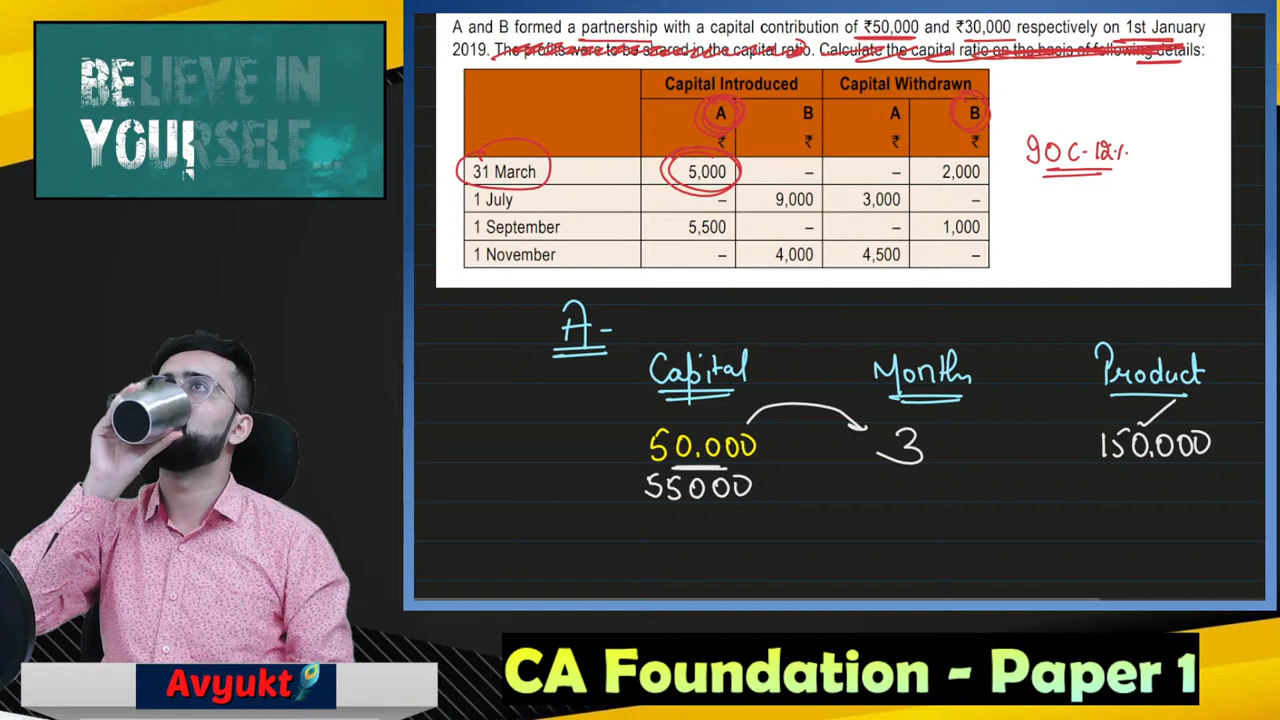 BELIEVE IN
YOURSELF...
A and B formed a partnership with a capital contribution of ₹50,000 and ₹30,000 respectively on 1st January
2019. The profits were to be shared in the capital ratio. Calculate the capital ratio on the basis of following details:
Capital Introduced Capital Withdrawn
A B A B
₹ ₹ ₹ ₹
31 March 5,000 – – 2,000
1 July – 9,000 3,000 –
1 September 5,500 – – 1,000
1 November – 4,000 4,500 –
IOC-12%
A-
Capital Months Product
50.000 3 150.000
55000
Avyukt
CA Foundation - Paper 1